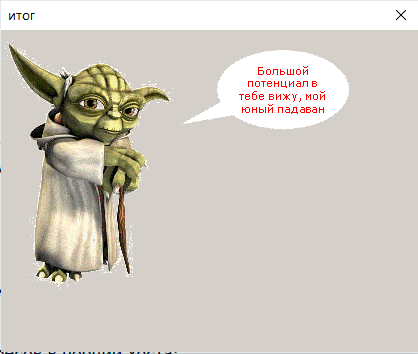 итог
Большой
потенциал в
тебе вижу, мой
юный падаван